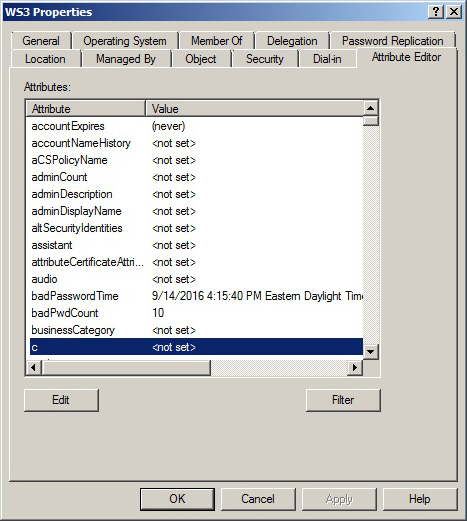 WS3 Properties
General Operating System Member Of Delegation Password Replication
Location Managed By Object Security Dial-in Attribute Editor
Attributes:
Attribute Value
accountExpires (never)
accountNameHistory <not set>
aCSPolicyName <not set>
adminCount <not set>
adminDescription <not set>
adminDisplayName <not set>
altSecurityIdentities <not set>
assistant <not set>
attributeCertificateAttri... <not set>
audio <not set>
badPasswordTime 9/14/2016 4:15:40 PM Eastern Daylight Time
badPwdCount 10
businessCategory <not set>
c <not set>
Edit Filter
OK Cancel Apply Help